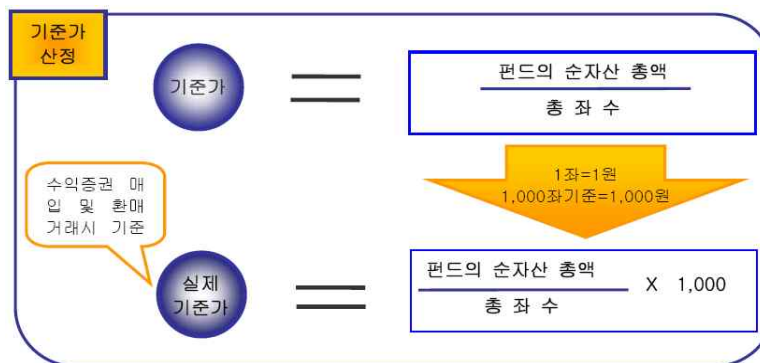 기준가
산정
기준가
펀드의 순자산 총액
총 좌 수
1좌=1원
1,000좌기준=1,000원
수익증권 매
입 및 환매
거래시 기준
실제
기준가
펀드의 순자산 총액
총 좌 수
X 1,000